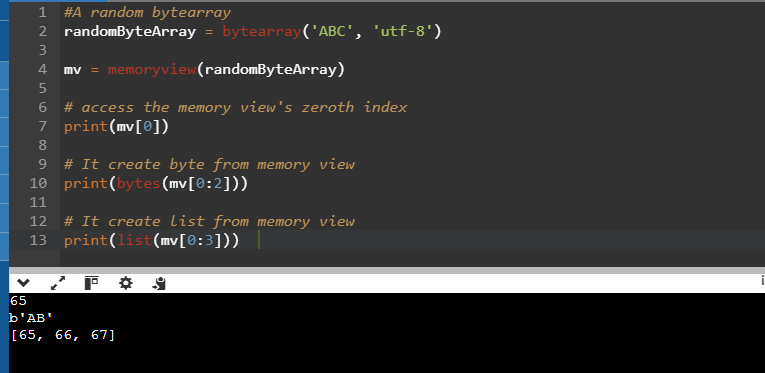 1 #A random bytearray
2 randomByteArray = bytearray('ABC', 'utf-8')
3
4 mv = memoryview(randomByteArray)
5
6 # access the memory view's zeroth index
7 print(mv[0])
8
9 # It create byte from memory view
10 print(bytes(mv[0:2]))
11
12 # It create list from memory view
13 print(list(mv[0:3]))
65
b'AB'
[65, 66, 67]